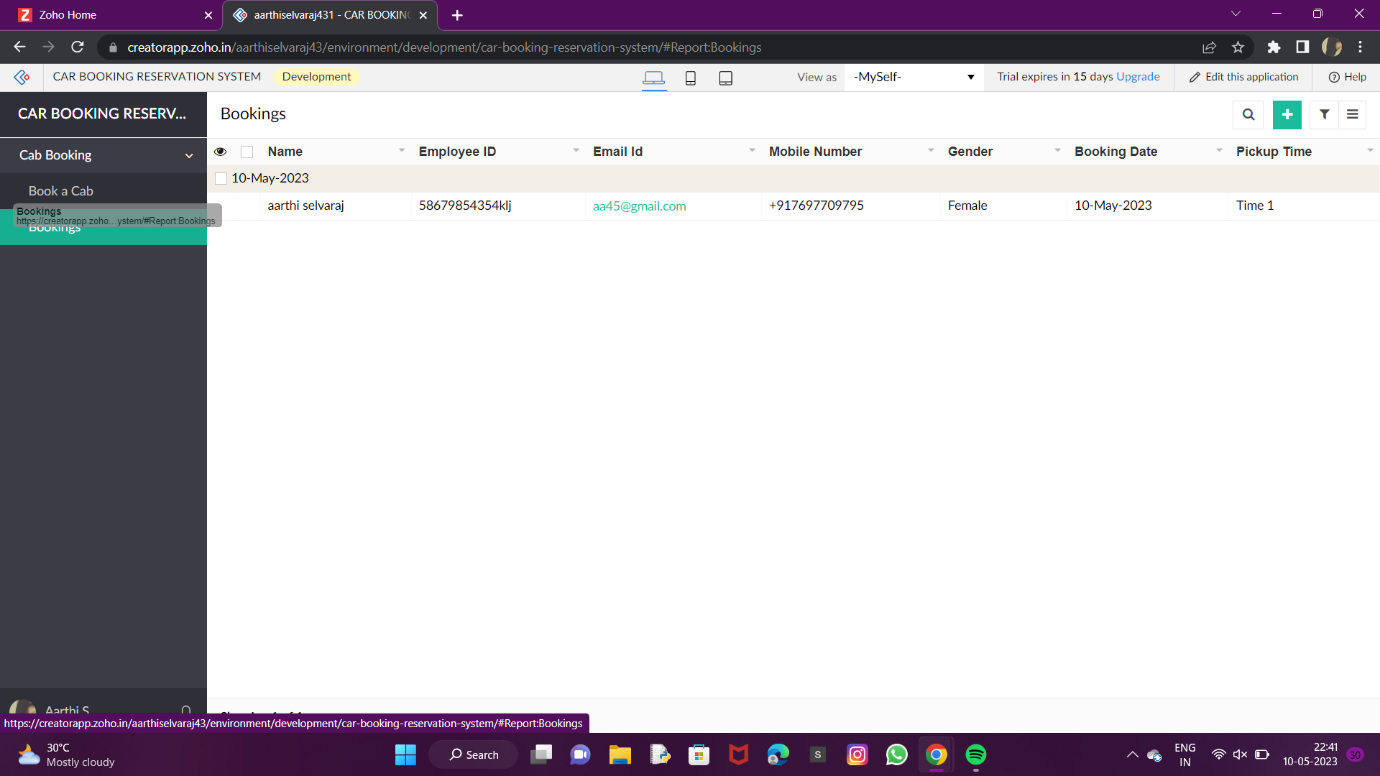 Zoho Home
aarthiselvaraj431 - CAR BOOKING
creatorapp.zoho.in/aarthiselvaraj43/environment/development/car-booking-reservation-system/#Report:Bookings
CAR BOOKING RESERVATION SYSTEM Development View as -MySelf- Trial expires in 15 days Upgrade Edit this application Help
CAR BOOKING RESERV...
Cab Booking
Book a Cab
Bookings
https://creatorapp.zoho...ystem/#Report:Bookings
Bookings
Bookings
Name Employee ID Email Id Mobile Number Gender Booking Date Pickup Time
10-May-2023
aarthi selvaraj 58679854354klj aa45@gmail.com +917697709795 Female 10-May-2023 Time 1
Aarthi S
https://creatorapp.zoho.in/aarthiselvaraj43/environment/development/car-booking-reservation-system/#Report:Bookings
30°C
Mostly cloudy
Search
S
ENG
IN
22:41
10-05-2023
30